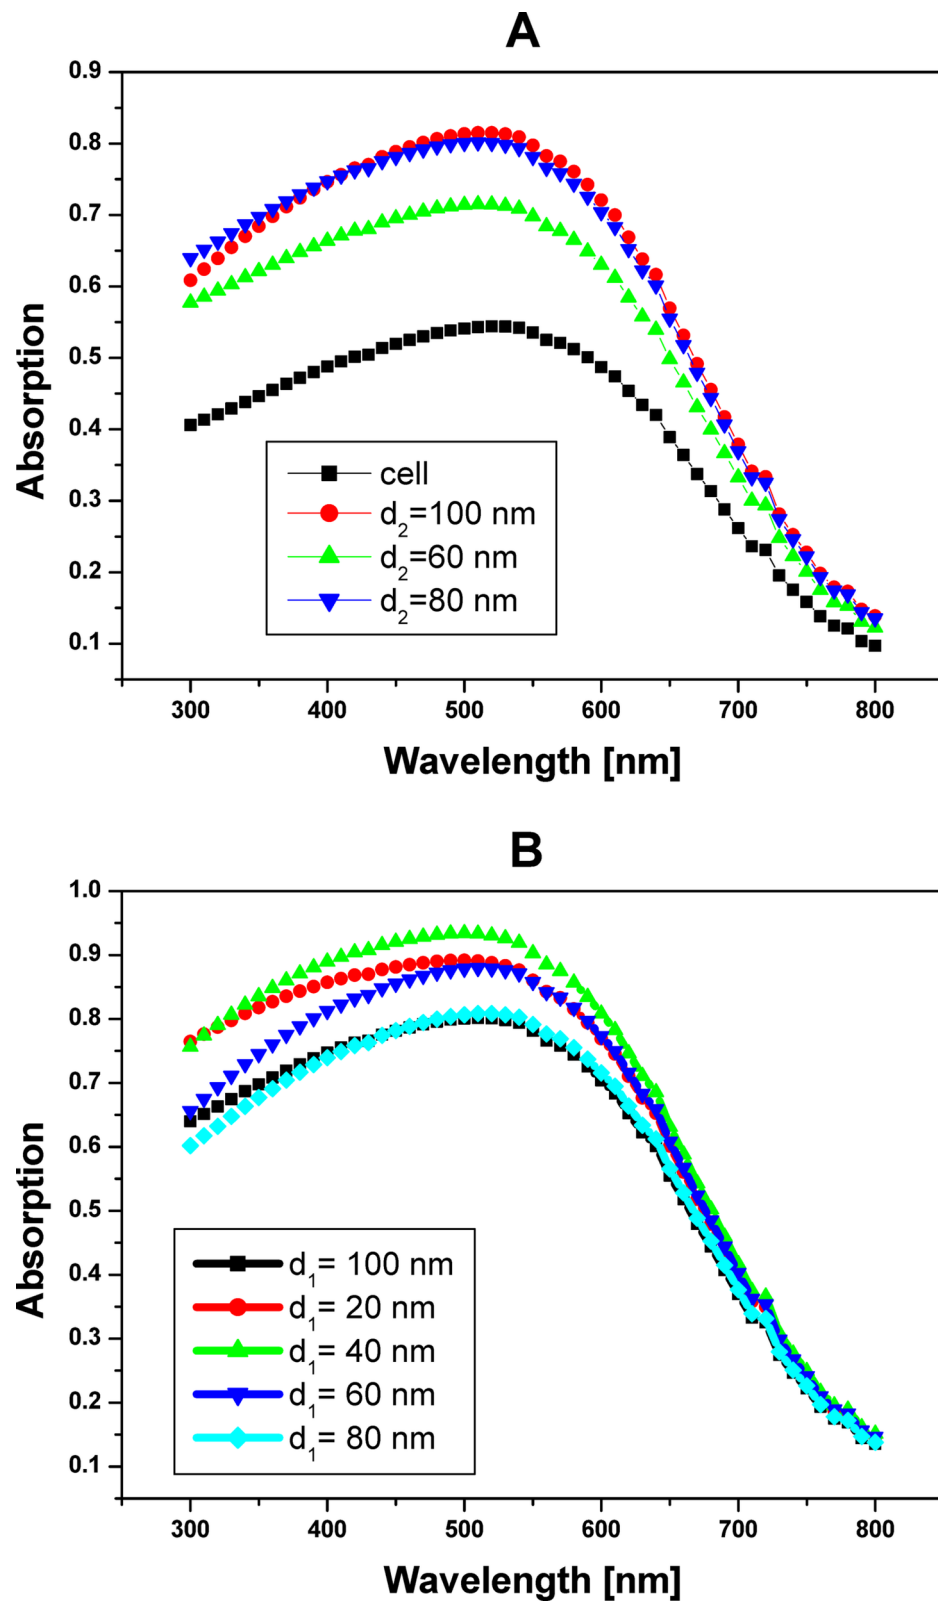 A
Absorption
0.9
0.8
0.7
0.6
0.5
0.4
0.3
0.2
0.1
cell
d₂=100 nm
d₂=60 nm
d₂=80 nm
300 400 500 600 700 800
Wavelength [nm]
B
Absorption
1.0
0.9
0.8
0.7
0.6
0.5
0.4
0.3
0.2
0.1
d₁= 100 nm
d₁= 20 nm
d₁= 40 nm
d₁= 60 nm
d₁= 80 nm
300 400 500 600 700 800
Wavelength [nm]